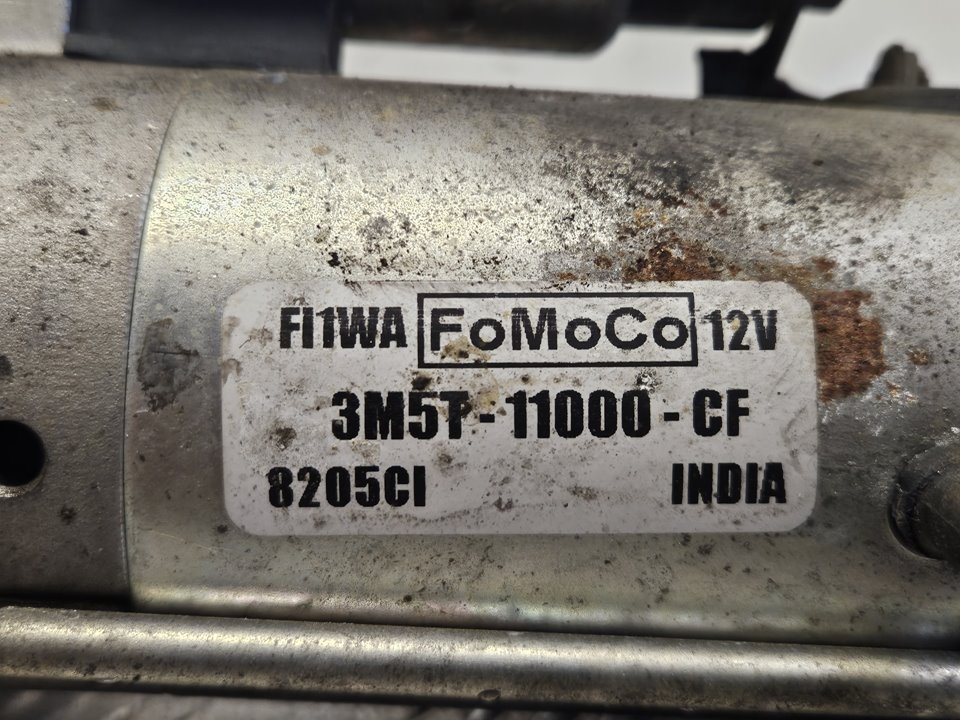 FI1WA FoMoCo 12V
3M5T - 11000 - CF
8205CI INDIA